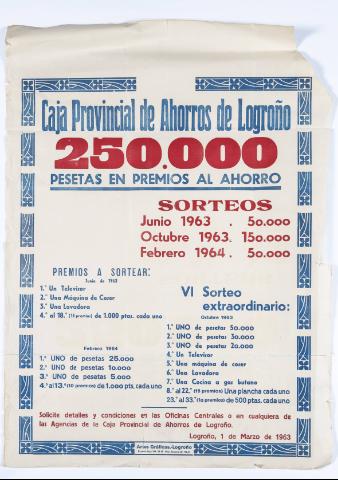 Caja Provincial de Ahorros de Logroño
250.000
PESETAS EN PREMIOS AL AHORRO
SORTEOS
Junio 1963 . 50.000
Octubre 1963. 150.000
Febrero 1964 . 50.000
PREMIOS A SORTEAR:
Junio de 1963
1.º Un Televisor
2.º Una Máquina de Coser
3.º Una Lavadora
4.º al 18.º (15 premios) de 1.000 ptas. cada uno
Febrero 1964
1.º UNO de pesetas 25.000
2.º UNO de pesetas 10.000
3.º UNO de pesetas 5.000
4.º al 13.º (10 premios) de 1.000 pts. cada uno
VI Sorteo
extraordinario:
Octubre 1963
1.º UNO de pesetas 50.000
2.º UNO de pesetas 30.000
3.º UNO de pesetas 20.000
4.º Un Televisor
5.º Una máquina de coser
6.º Una Lavadora
7.º Una Cocina a gas butano
8.º al 22.º (15 premios) Una plancha cada uno
23.º al 33.º (11 premios) de 500 ptas. cada uno
Solicite detalles y condiciones en las Oficinas Centrales o en cualquiera de
las Agencias de la Caja Provincial de Ahorros de Logroño.
Logroño, 1 de Marzo de 1963
Artes Gráficas.-Logroño